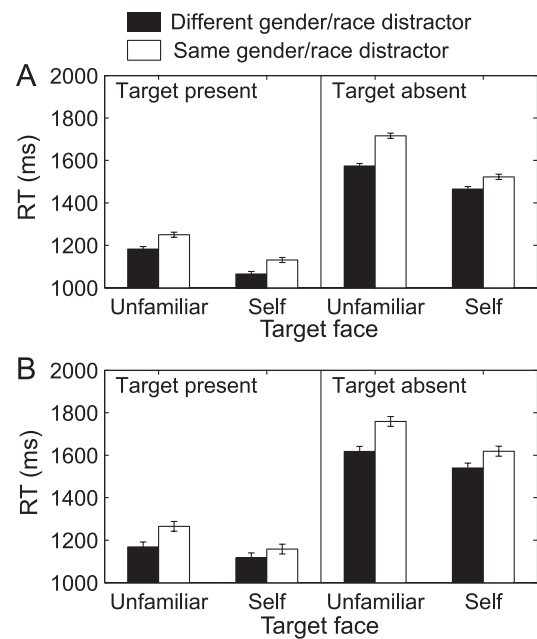 Different gender/race distractor
Same gender/race distractor
A
Target present
Target absent
2000
1800
1600
1400
1200
1000
RT (ms)
Unfamiliar
Self
Unfamiliar
Self
Target face
B
Target present
Target absent
2000
1800
1600
1400
1200
1000
RT (ms)
Unfamiliar
Self
Unfamiliar
Self
Target face